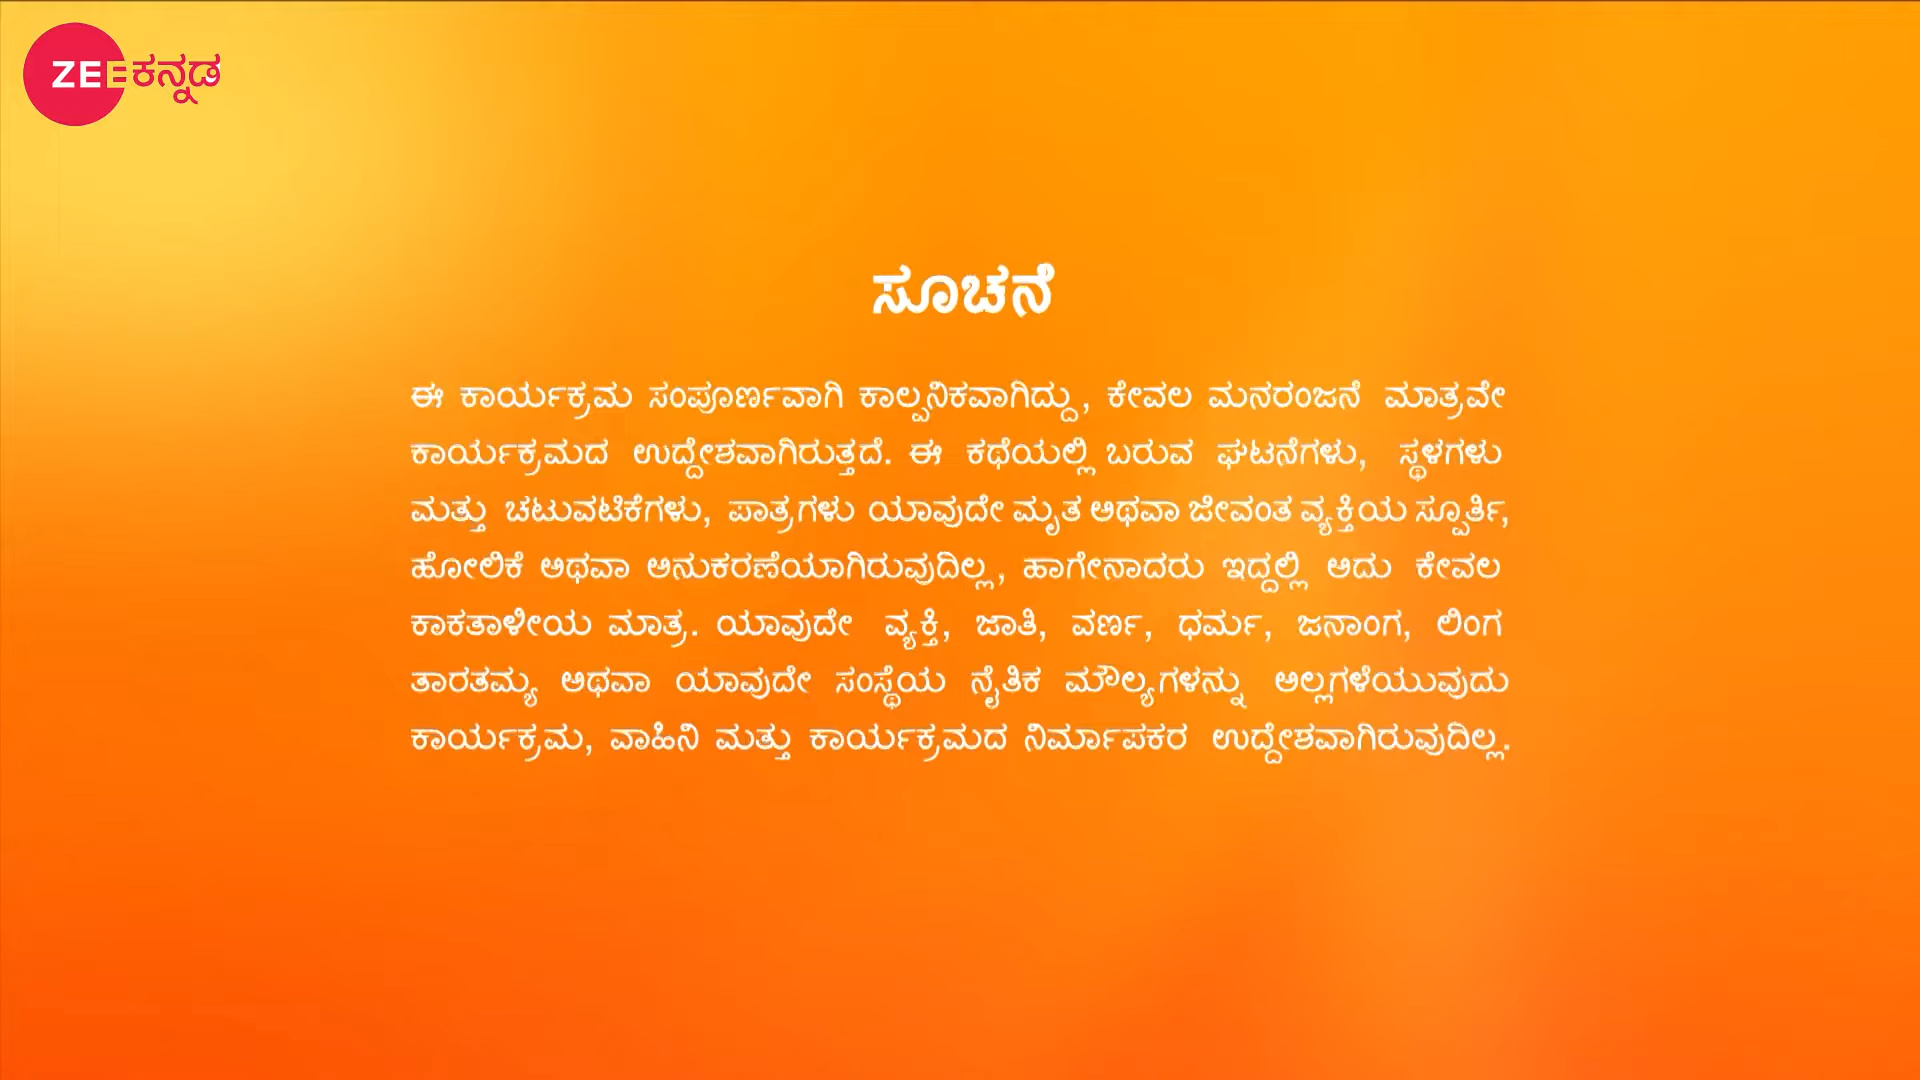 ZEEಕನ್ನಡ
ಸೂಚನೆ
ಈ ಕಾರ್ಯಕ್ರಮ ಸಂಪೂರ್ಣವಾಗಿ ಕಾಲ್ಪನಿಕವಾಗಿದ್ದು, ಕೇವಲ ಮನರಂಜನೆ ಮಾತ್ರವೇ
ಕಾರ್ಯಕ್ರಮದ ಉದ್ದೇಶವಾಗಿರುತ್ತದೆ. ಈ ಕಥೆಯಲ್ಲಿ ಬರುವ ಘಟನೆಗಳು, ಸ್ಥಳಗಳು
ಮತ್ತು ಚಟುವಟಿಕೆಗಳು, ಪಾತ್ರಗಳು ಯಾವುದೇ ಮೃತ ಅಥವಾ ಜೀವಂತ ವ್ಯಕ್ತಿಯ ಸ್ಪೂರ್ತಿ,
ಹೋಲಿಕೆ ಅಥವಾ ಅನುಕರಣೆಯಾಗಿರುವುದಿಲ್ಲ, ಹಾಗೇನಾದರು ಇದ್ದಲ್ಲಿ ಅದು ಕೇವಲ
ಕಾಕತಾಳೀಯ ಮಾತ್ರ. ಯಾವುದೇ ವ್ಯಕ್ತಿ, ಜಾತಿ, ವರ್ಣ, ಧರ್ಮ, ಜನಾಂಗ, ಲಿಂಗ
ತಾರತಮ್ಯ ಅಥವಾ ಯಾವುದೇ ಸಂಸ್ಥೆಯ ನೈತಿಕ ಮೌಲ್ಯಗಳನ್ನು ಅಲ್ಲಗಳೆಯುವುದು
ಕಾರ್ಯಕ್ರಮ, ವಾಹಿನಿ ಮತ್ತು ಕಾರ್ಯಕ್ರಮದ ನಿರ್ಮಾಪಕರ ಉದ್ದೇಶವಾಗಿರುವುದಿಲ್ಲ.